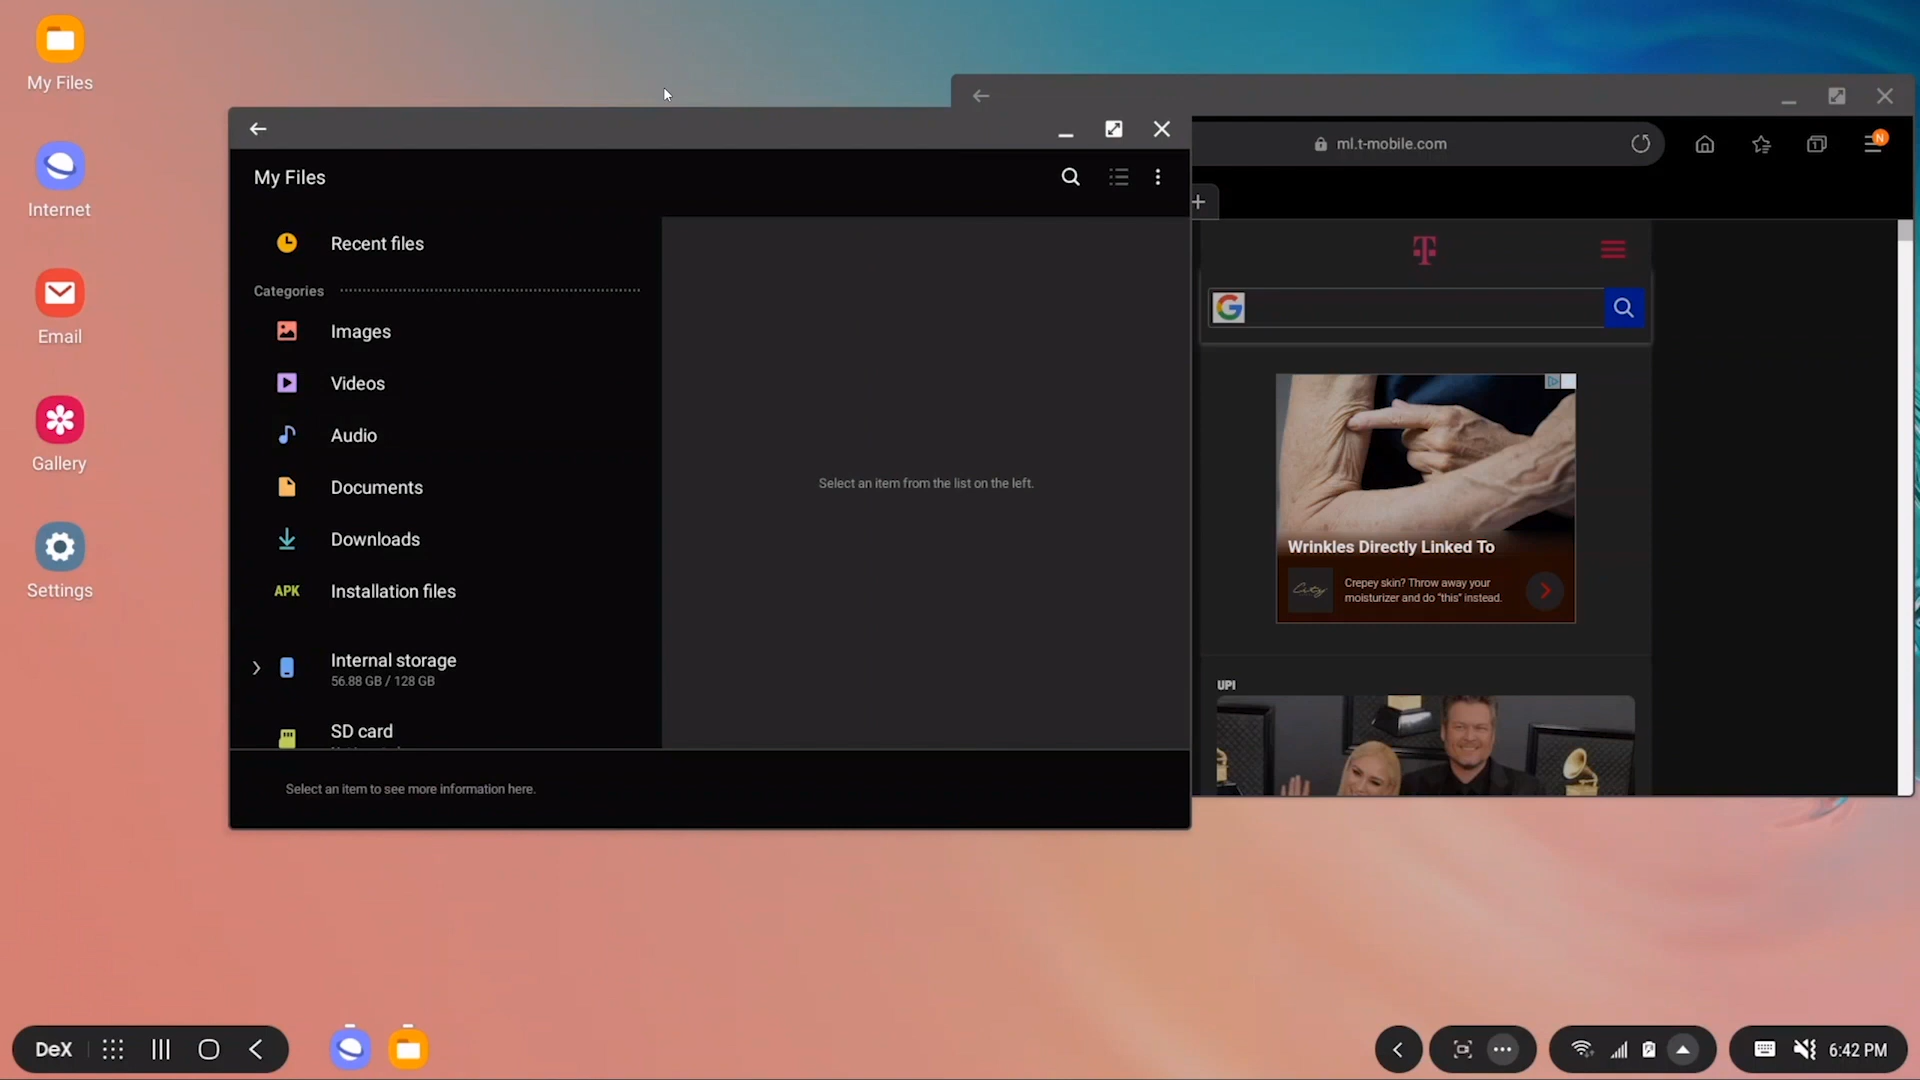 My Files
Internet
Email
Gallery
Settings
My Files
Recent files
Categories
Images
Videos
Audio
Documents
Downloads
APK
Installation files
Internal storage
56.88 GB / 128 GB
SD card
Select an item from the list on the left.
Select an item to see more information here.
ml.t-mobile.com
1
N
T
G
Wrinkles Directly Linked To
City
Crepey skin? Throw away your
moisturizer and do “this” instead.
UPI
DeX
6:42 PM